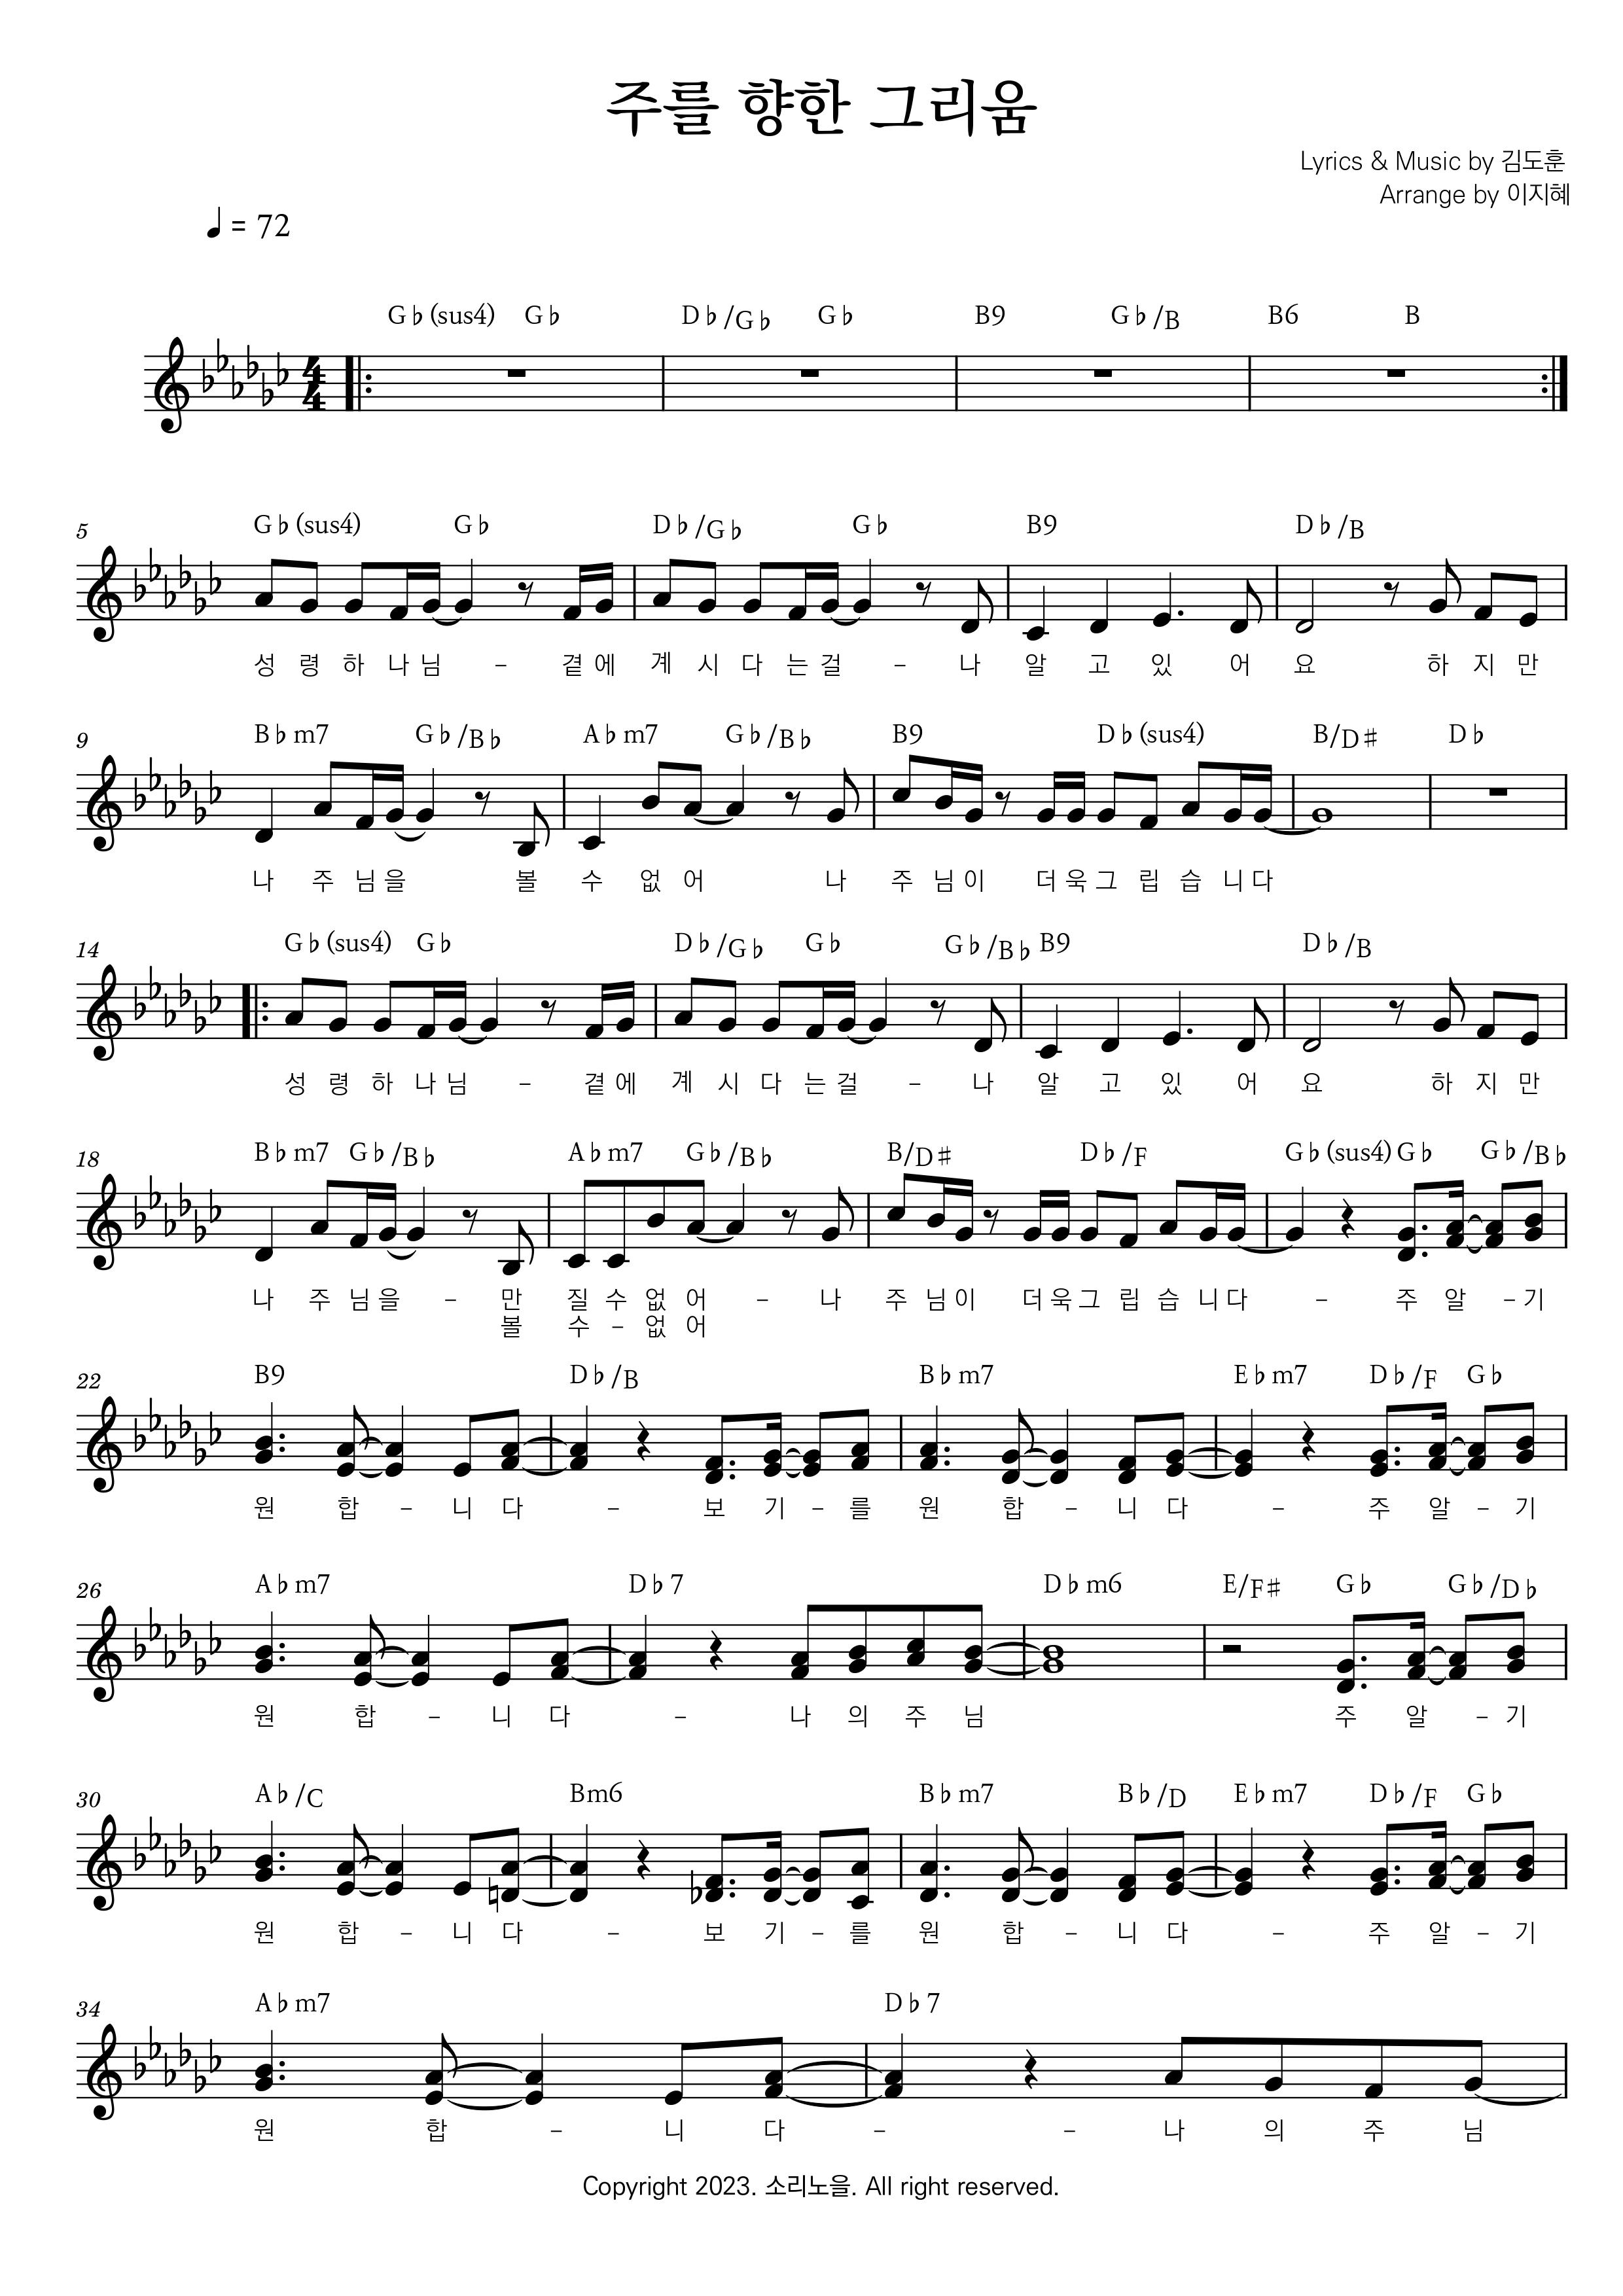 주를 향한 그리움
Lyrics & Music by 김도훈
Arrange by 이지혜
♩ = 72
G♭(sus4) G♭ D♭/G♭ G♭ B9 G♭/B B6 B
5 G♭(sus4) G♭ D♭/G♭ G♭ B9 D♭/B
성 령 하 나 님 – 곁 에 계 시 다 는 걸 – 나 알 고 있 어 요 하 지 만
9 B♭m7 G♭/B♭ A♭m7 G♭/B♭ B9 D♭(sus4) B/D♯ D♭
나 주 님 을 볼 수 없 어 나 주 님 이 더 욱 그 립 습 니 다
14 G♭(sus4) G♭ D♭/G♭ G♭ G♭/B♭ B9 D♭/B
성 령 하 나 님 – 곁 에 계 시 다 는 걸 – 나 알 고 있 어 요 하 지 만
18 B♭m7 G♭/B♭ A♭m7 G♭/B♭ B/D♯ D♭/F G♭(sus4) G♭ G♭/B♭
나 주 님 을 – 만 질 수 없 어 – 나 주 님 이 더 욱 그 립 습 니 다 – 주 알 – 기
볼 수 – 없 어
22 B9 D♭/B B♭m7 E♭m7 D♭/F G♭
원 합 – 니 다 – 보 기 – 를 원 합 – 니 다 – 주 알 – 기
26 A♭m7 D♭7 D♭m6 E/F♯ G♭ G♭/D♭
원 합 – 니 다 – 나 의 주 님 주 알 – 기
30 A♭/C Bm6 B♭m7 B♭/D E♭m7 D♭/F G♭
원 합 – 니 다 – 보 기 – 를 원 합 – 니 다 – 주 알 – 기
34 A♭m7 D♭7
원 합 – 니 다 – – 나 의 주 님
Copyright 2023. 소리노을. All right reserved.